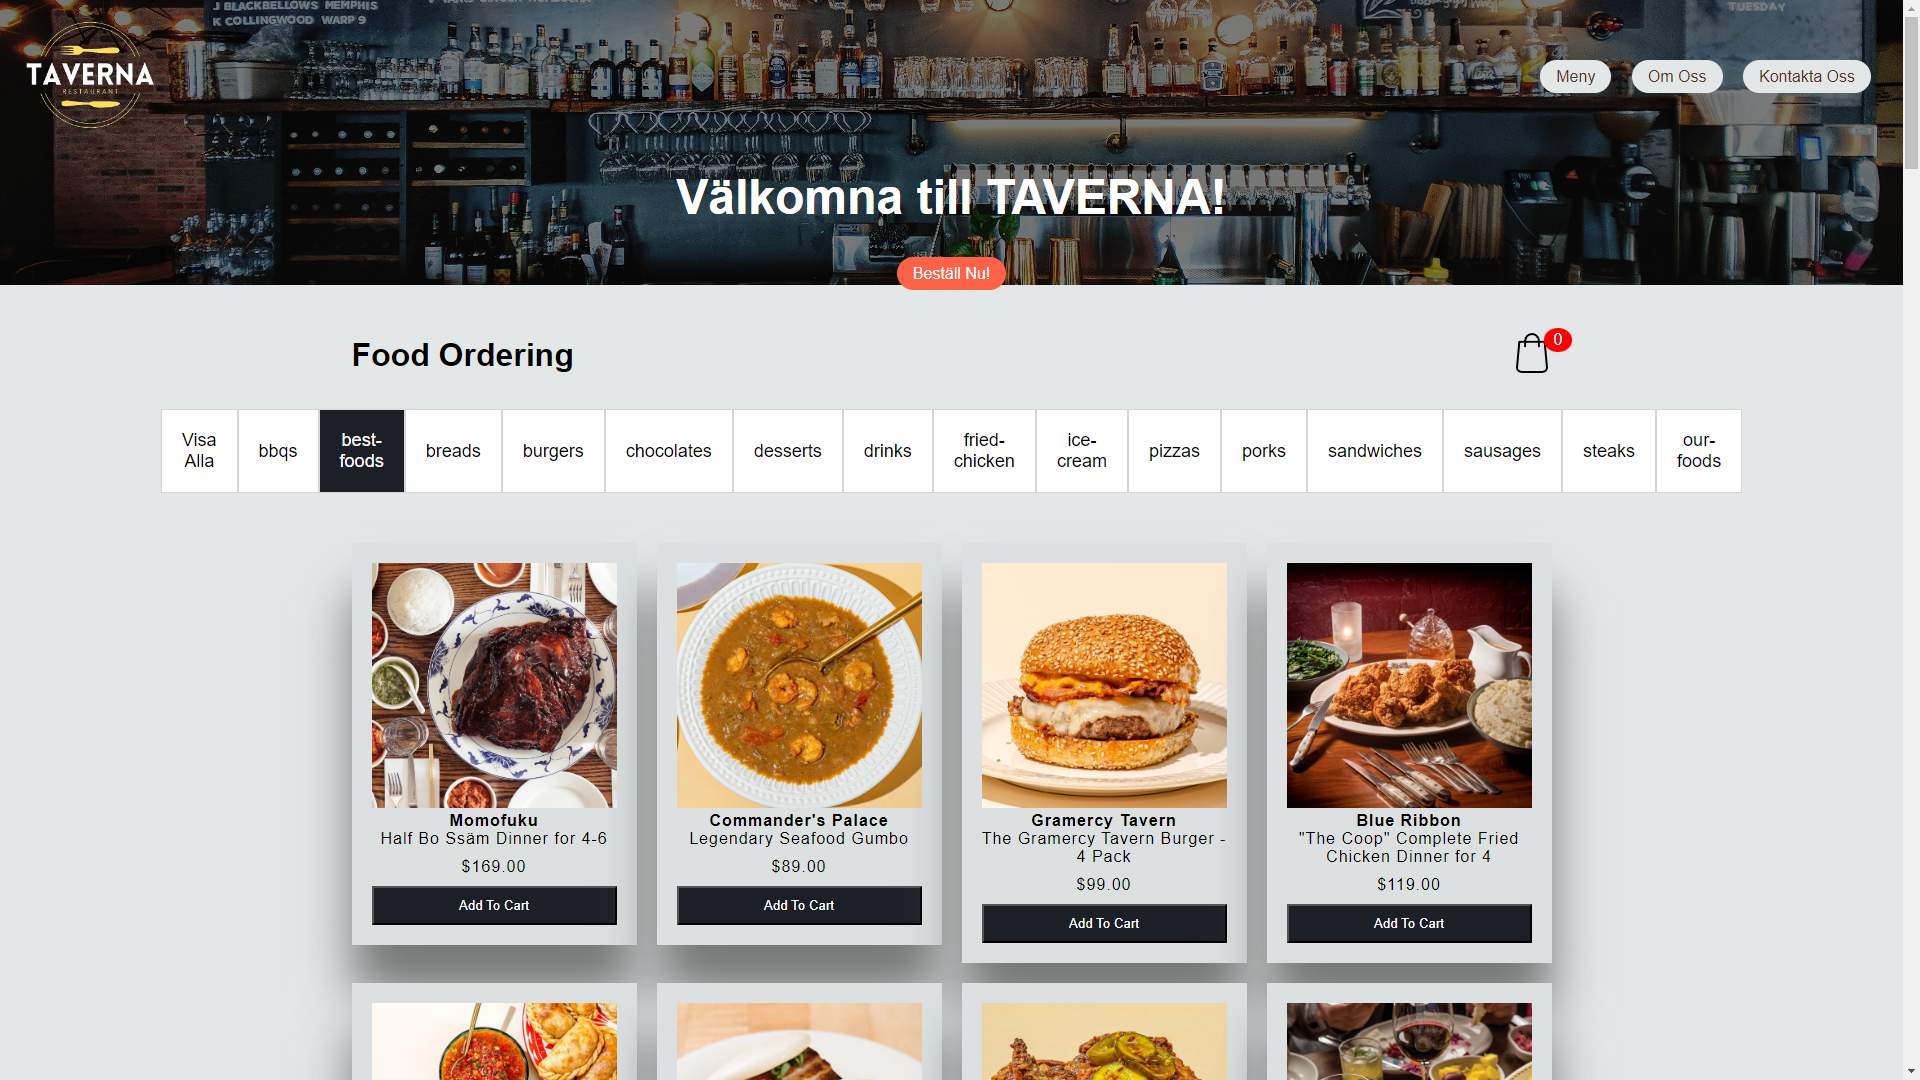 J BLACKBELLOWS MEMPHIS
K COLLINGWOOD WARP 9
TUESDAY
TAVERNA
RESTAURANT
Meny
Om Oss
Kontakta Oss
Välkomna till TAVERNA!
Beställ Nu!
Food Ordering
0
Visa Alla
bbqs
best-foods
breads
burgers
chocolates
desserts
drinks
fried-chicken
ice-cream
pizzas
porks
sandwiches
sausages
steaks
our-foods
Momofuku
Half Bo Ssäm Dinner for 4-6
$169.00
Add To Cart
Commander's Palace
Legendary Seafood Gumbo
$89.00
Add To Cart
Gramercy Tavern
The Gramercy Tavern Burger -
4 Pack
$99.00
Add To Cart
Blue Ribbon
"The Coop" Complete Fried
Chicken Dinner for 4
$119.00
Add To Cart